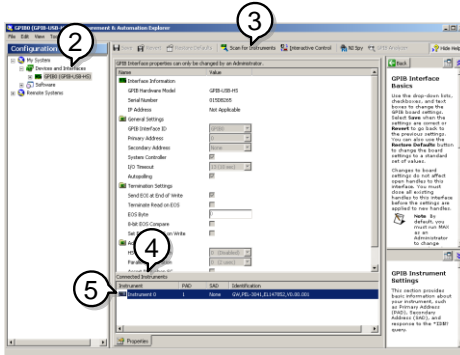 GPIB0 (GPIB-USB-HS)
& Automation Explorer
File Edit View
Configuration
My System
Devices and Interfaces
GPIB0 (GPIB-USB-HS)
Software
Remote Systems
Save
Revert
Restore Defaults
Scan for Instruments
Interactive Control
NI Spy
GPIB Analyzer
Hide Help
GPIB Interface properties can only be changed by an Administrator.
Name Value
Interface Information
GPIB Hardware Model GPIB-USB-HS
Serial Number
IP Address Not Applicable
General Settings
GPIB Interface ID GPIB0
Primary Address 0
Secondary Address None
System Controller
I/O Timeout
Autopolling
Termination Settings
Send EOI at End of Write
Terminate Read on EOS
EOS Byte 0
8-bit EOS Compare
Connected Instruments
Instrument PAD SAD Identification
Instrument 0 1 None
Properties
Back
GPIB Interface
Basics
Use the drop-down lists,
checkboxes, and text
boxes to change the
GPIB board settings.
Select Save when the
settings are correct or
Revert to go back to
the previous settings.
You can also use the
Restore Defaults button
to change the board
settings to a standard
set of values.
Changes to board
settings do not affect
open handles to this
interface. You must
close all existing
handles to this interface
before the settings are
applied to new handles.
Note By
default, you
must run MAX
as an
Administrator
to change
GPIB Instrument
Settings
This section provides
basic information about
your instrument, such
as Primary Address
(PAD), Secondary
Address (SAD), and
response to the *IDN?
query.
2
3
4
5